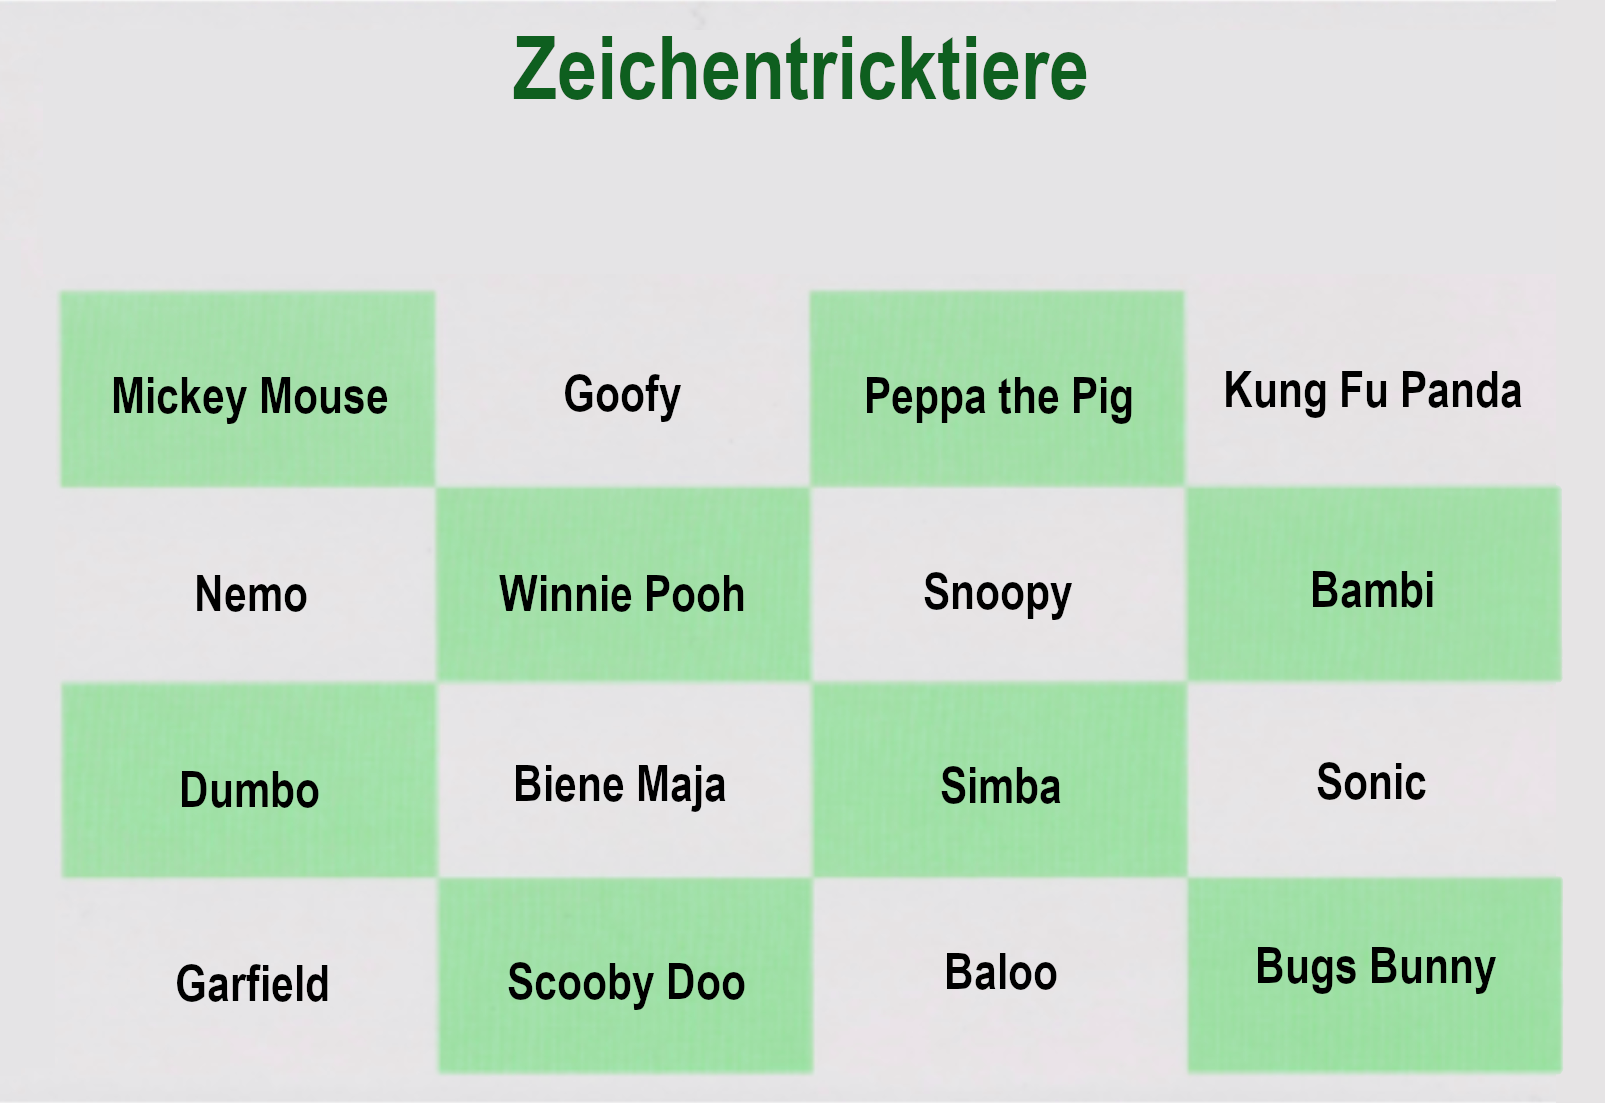 Zeichentricktiere
Mickey Mouse
Goofy
Peppa the Pig
Kung Fu Panda
Nemo
Winnie Pooh
Snoopy
Bambi
Dumbo
Biene Maja
Simba
Sonic
Garfield
Scooby Doo
Baloo
Bugs Bunny